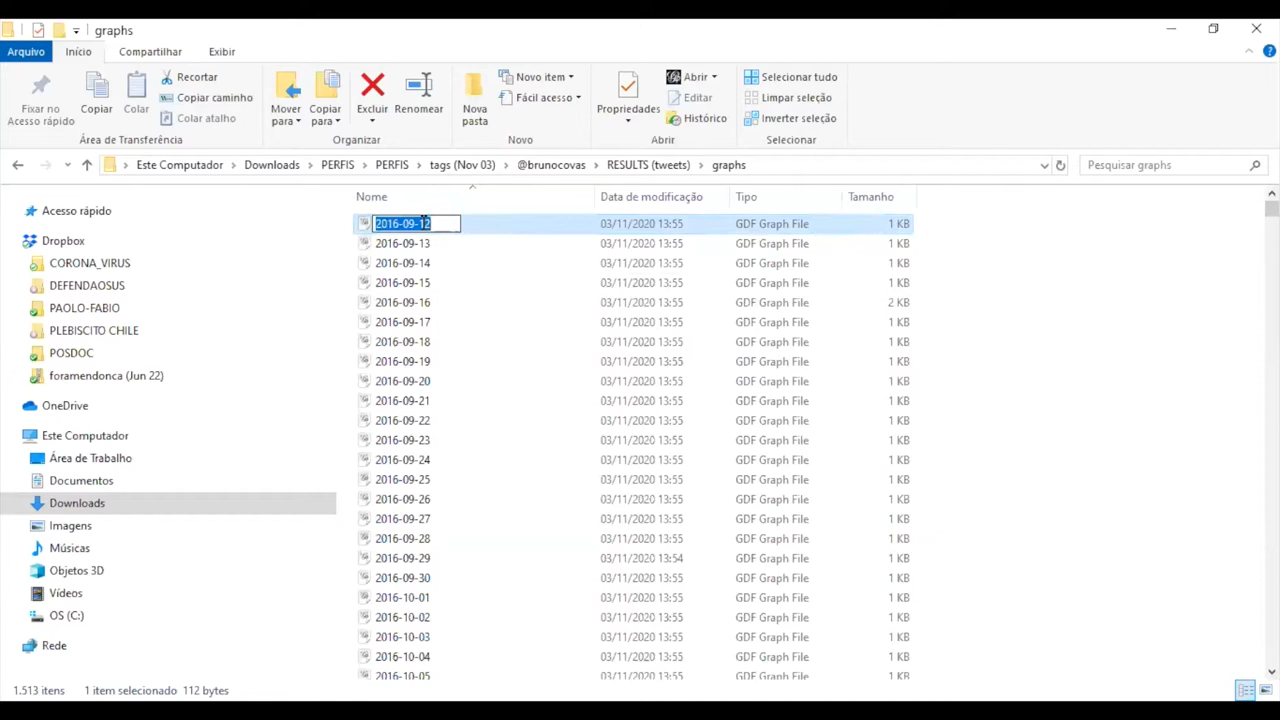 graphs
Arquivo Início Compartilhar Exibir
Fixar no Acesso rápido
Copiar
Colar
Recortar
Copiar caminho
Colar atalho
Área de Transferência
Mover para
Copiar para
Excluir
Renomear
Organizar
Nova pasta
Novo item
Fácil acesso
Novo
Propriedades
Abrir
Editar
Histórico
Abrir
Selecionar tudo
Limpar seleção
Inverter seleção
Selecionar
Este Computador > Downloads > PERFIS > PERFIS > tags (Nov 03) > @brunocovas > RESULTS (tweets) > graphs
Pesquisar graphs
Acesso rápido
Dropbox
CORONA_VIRUS
DEFENDAOSUS
PAOLO-FABIO
PLEBISCITO CHILE
POSDOC
foramendonca (Jun 22)
OneDrive
Este Computador
Área de Trabalho
Documentos
Downloads
Imagens
Músicas
Objetos 3D
Vídeos
OS (C:)
Rede
Nome Data de modificação Tipo Tamanho
2016-09-12 03/11/2020 13:55 GDF Graph File 1 KB
2016-09-13 03/11/2020 13:55 GDF Graph File 1 KB
2016-09-14 03/11/2020 13:55 GDF Graph File 1 KB
2016-09-15 03/11/2020 13:55 GDF Graph File 1 KB
2016-09-16 03/11/2020 13:55 GDF Graph File 2 KB
2016-09-17 03/11/2020 13:55 GDF Graph File 1 KB
2016-09-18 03/11/2020 13:55 GDF Graph File 1 KB
2016-09-19 03/11/2020 13:55 GDF Graph File 1 KB
2016-09-20 03/11/2020 13:55 GDF Graph File 1 KB
2016-09-21 03/11/2020 13:55 GDF Graph File 1 KB
2016-09-22 03/11/2020 13:55 GDF Graph File 1 KB
2016-09-23 03/11/2020 13:55 GDF Graph File 1 KB
2016-09-24 03/11/2020 13:55 GDF Graph File 1 KB
2016-09-25 03/11/2020 13:55 GDF Graph File 1 KB
2016-09-26 03/11/2020 13:55 GDF Graph File 1 KB
2016-09-27 03/11/2020 13:55 GDF Graph File 1 KB
2016-09-28 03/11/2020 13:55 GDF Graph File 1 KB
2016-09-29 03/11/2020 13:54 GDF Graph File 1 KB
2016-09-30 03/11/2020 13:55 GDF Graph File 1 KB
2016-10-01 03/11/2020 13:55 GDF Graph File 1 KB
2016-10-02 03/11/2020 13:55 GDF Graph File 1 KB
2016-10-03 03/11/2020 13:55 GDF Graph File 1 KB
2016-10-04 03/11/2020 13:55 GDF Graph File 1 KB
2016-10-05 03/11/2020 13:55 GDF Graph File 1 KB
1.513 itens 1 item selecionado 112 bytes